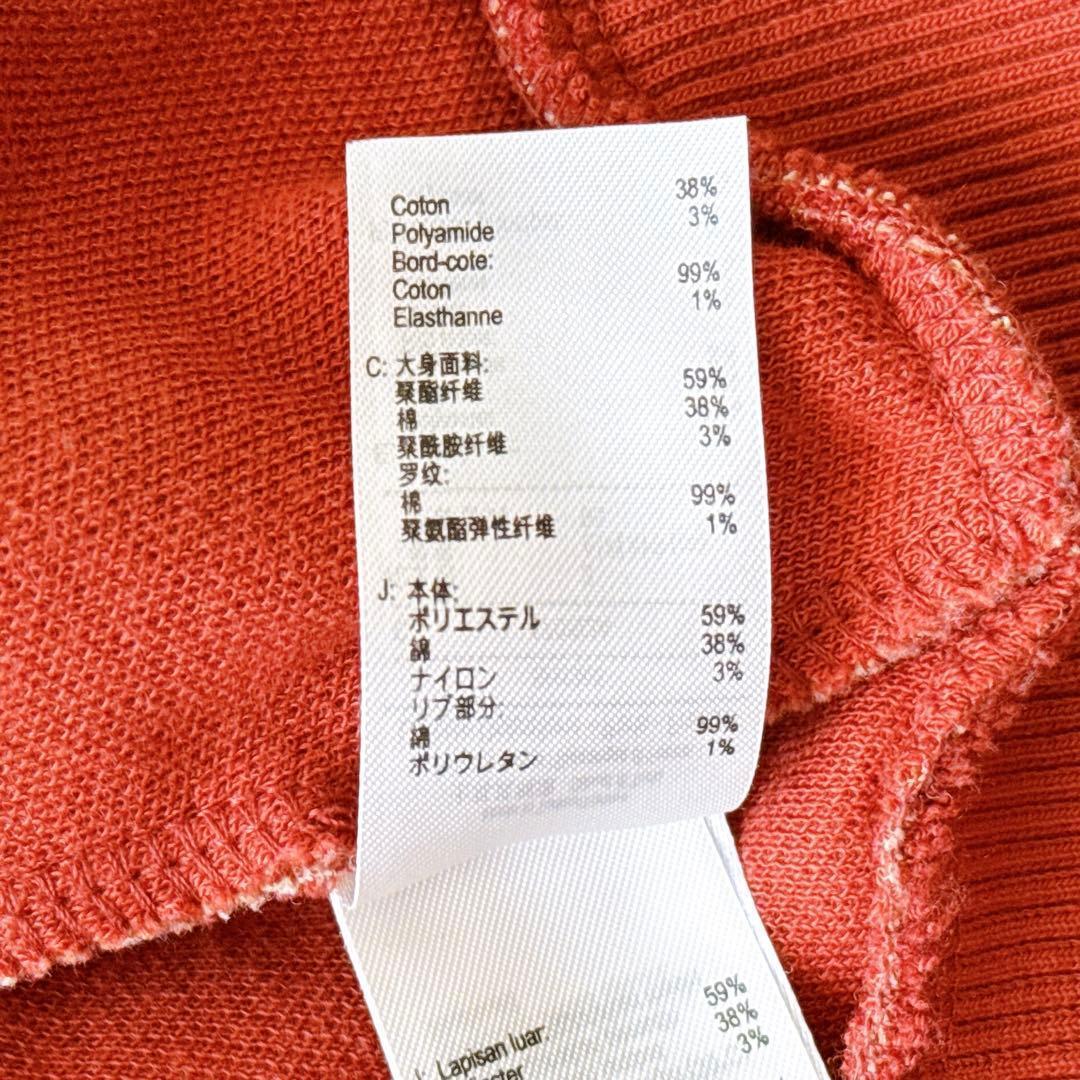 Coton 38%
Polyamide 3%
Bord-cote:
Coton 99%
Elasthanne 1%
C: 大身面料:
聚酯纤维 59%
棉 38%
聚酰胺纤维 3%
罗纹:
棉 99%
聚氨酯弹性纤维 1%
J: 本体:
ポリエステル 59%
綿 38%
ナイロン 3%
リブ部分
綿 99%
ポリウレタン 1%
Lapisan luar: 59%
38%
3%